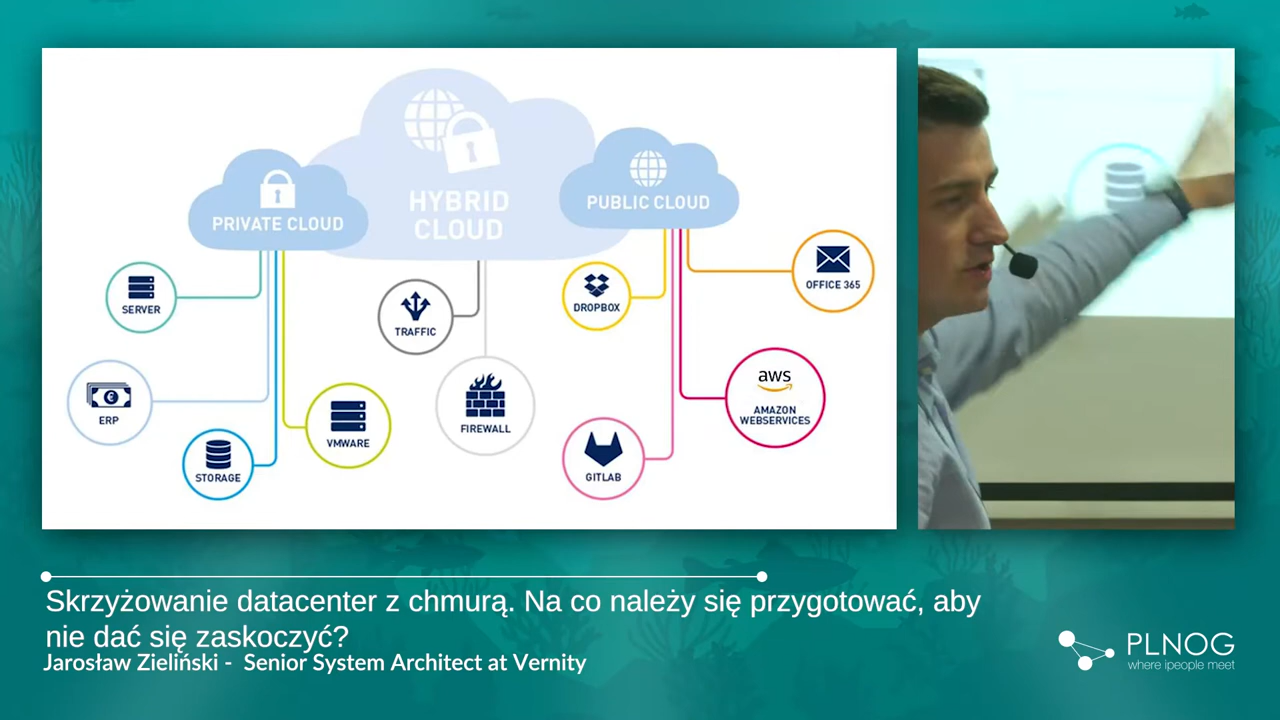 HYBRID
CLOUD
PRIVATE CLOUD
PUBLIC CLOUD
SERVER
TRAFFIC
DROPBOX
OFFICE 365
ERP
STORAGE
VMWARE
FIREWALL
GITLAB
aws
AMAZON
WEBSERVICES
Skrzyżowanie datacenter z chmurą. Na co należy się przygotować, aby
nie dać się zaskoczyć?
Jarosław Zieliński - Senior System Architect at Vernity
PLNOG
where ipeople meet